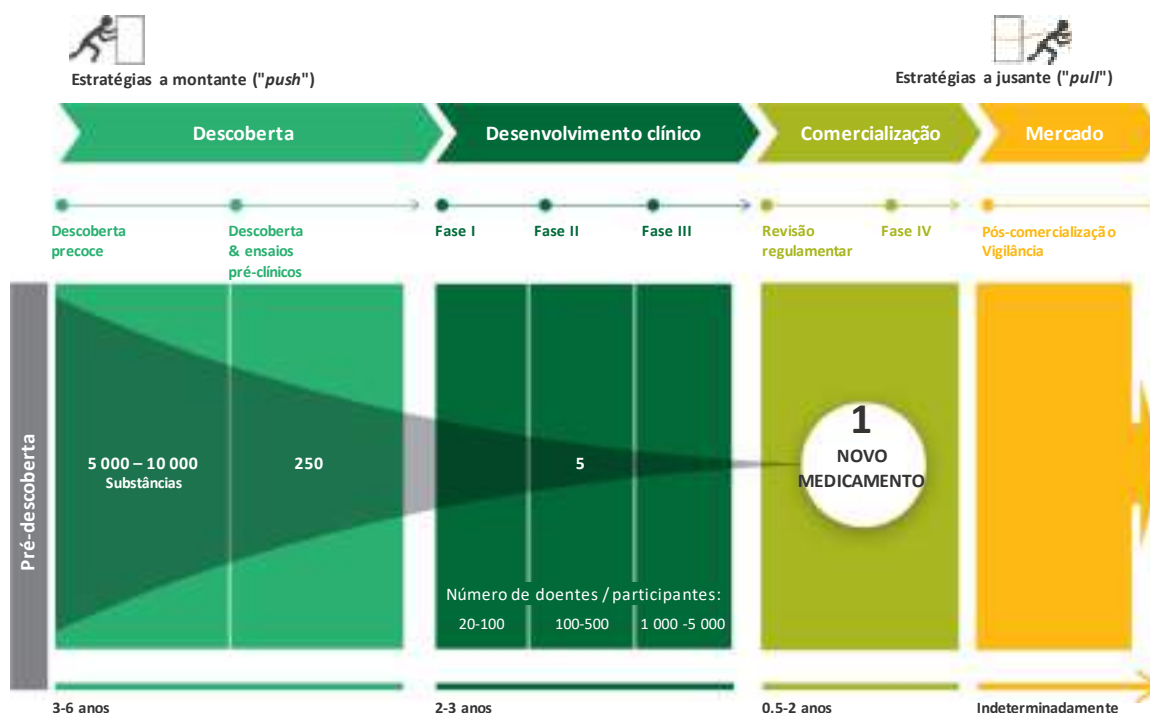 Estratégias a montante ("push")
Estratégias a jusante ("pull")
Descoberta
Desenvolvimento clínico
Comercialização
Mercado
Descoberta
precoce
Descoberta
& ensaios
pré-clínicos
Fase I
Fase II
Fase III
Revisão
regulamentar
Fase IV
Pós-comercialização
Vigilância
Pré-descoberta
5 000 – 10 000
Substâncias
250
5
1
NOVO
MEDICAMENTO
Número de doentes / participantes:
20-100
100-500
1 000 -5 000
3-6 anos
2-3 anos
0.5-2 anos
Indeterminadamente